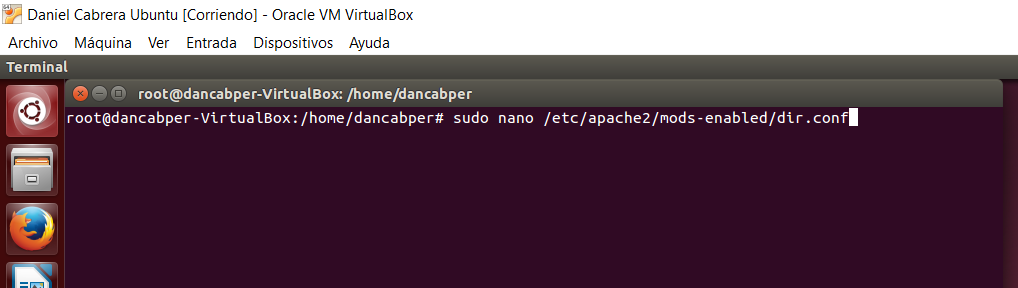 Daniel Cabrera Ubuntu [Corriendo] - Oracle VM VirtualBox
Archivo Máquina Ver Entrada Dispositivos Ayuda
Terminal
root@dancabper-VirtualBox: /home/dancabper
root@dancabper-VirtualBox:/home/dancabper# sudo nano /etc/apache2/mods-enabled/dir.conf